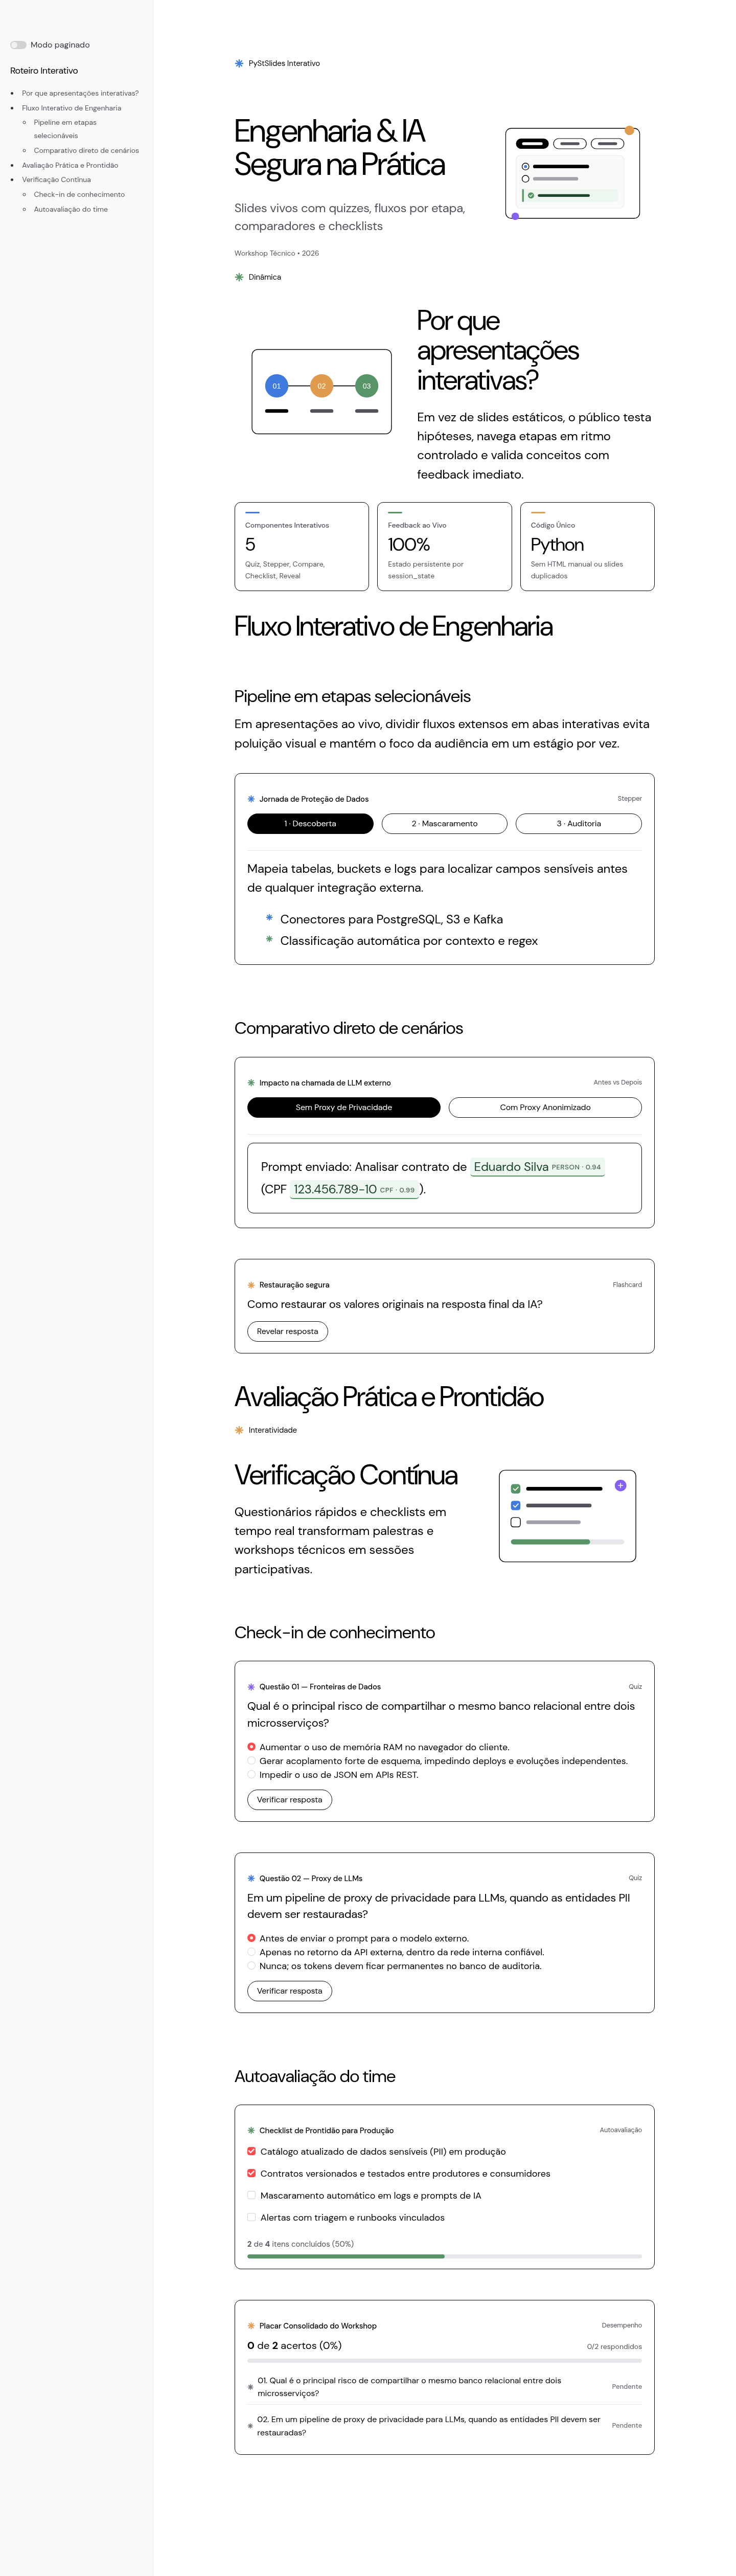 Modo paginado
Roteiro Interativo
Por que apresentações interativas?
Fluxo Interativo de Engenharia
Pipeline em etapas
selecionáveis
Comparativo direto de cenários
Avaliação Prática e Prontidão
Verificação Contínua
Check-in de conhecimento
Autoavaliação do time
PyStSlides Interativo
Engenharia & IA
Segura na Prática
Slides vivos com quizzes, fluxos por etapa,
comparadores e checklists
Workshop Técnico • 2026
Dinâmica
01 02 03
Por que
apresentações
interativas?
Em vez de slides estáticos, o público testa
hipóteses, navega etapas em ritmo
controlado e valida conceitos com
feedback imediato.
Componentes Interativos
5
Quiz, Stepper, Compare,
Checklist, Reveal
Feedback ao Vivo
100%
Estado persistente por
session_state
Código Único
Python
Sem HTML manual ou slides
duplicados
Fluxo Interativo de Engenharia
Pipeline em etapas selecionáveis
Em apresentações ao vivo, dividir fluxos extensos em abas interativas evita
poluição visual e mantém o foco da audiência em um estágio por vez.
Jornada de Proteção de Dados Stepper
1 · Descoberta 2 · Mascaramento 3 · Auditoria
Mapeia tabelas, buckets e logs para localizar campos sensíveis antes
de qualquer integração externa.
Conectores para PostgreSQL, S3 e Kafka
Classificação automática por contexto e regex
Comparativo direto de cenários
Impacto na chamada de LLM externo Antes vs Depois
Sem Proxy de Privacidade Com Proxy Anonimizado
Prompt enviado: Analisar contrato de Eduardo Silva PERSON · 0.94
(CPF 123.456.789-10 CPF · 0.99 ).
Restauração segura Flashcard
Como restaurar os valores originais na resposta final da IA?
Revelar resposta
Avaliação Prática e Prontidão
Interatividade
Verificação Contínua
Questionários rápidos e checklists em
tempo real transformam palestras e
workshops técnicos em sessões
participativas.
Check-in de conhecimento
Questão 01 — Fronteiras de Dados Quiz
Qual é o principal risco de compartilhar o mesmo banco relacional entre dois
microsserviços?
Aumentar o uso de memória RAM no navegador do cliente.
Gerar acoplamento forte de esquema, impedindo deploys e evoluções independentes.
Impedir o uso de JSON em APIs REST.
Verificar resposta
Questão 02 — Proxy de LLMs Quiz
Em um pipeline de proxy de privacidade para LLMs, quando as entidades PII
devem ser restauradas?
Antes de enviar o prompt para o modelo externo.
Apenas no retorno da API externa, dentro da rede interna confiável.
Nunca; os tokens devem ficar permanentes no banco de auditoria.
Verificar resposta
Autoavaliação do time
Checklist de Prontidão para Produção Autoavaliação
Catálogo atualizado de dados sensíveis (PII) em produção
Contratos versionados e testados entre produtores e consumidores
Mascaramento automático em logs e prompts de IA
Alertas com triagem e runbooks vinculados
2 de 4 itens concluídos (50%)
Placar Consolidado do Workshop Desempenho
0 de 2 acertos (0%) 0/2 respondidos
01. Qual é o principal risco de compartilhar o mesmo banco relacional entre dois
microsserviços?
Pendente
02. Em um pipeline de proxy de privacidade para LLMs, quando as entidades PII devem ser
restauradas?
Pendente